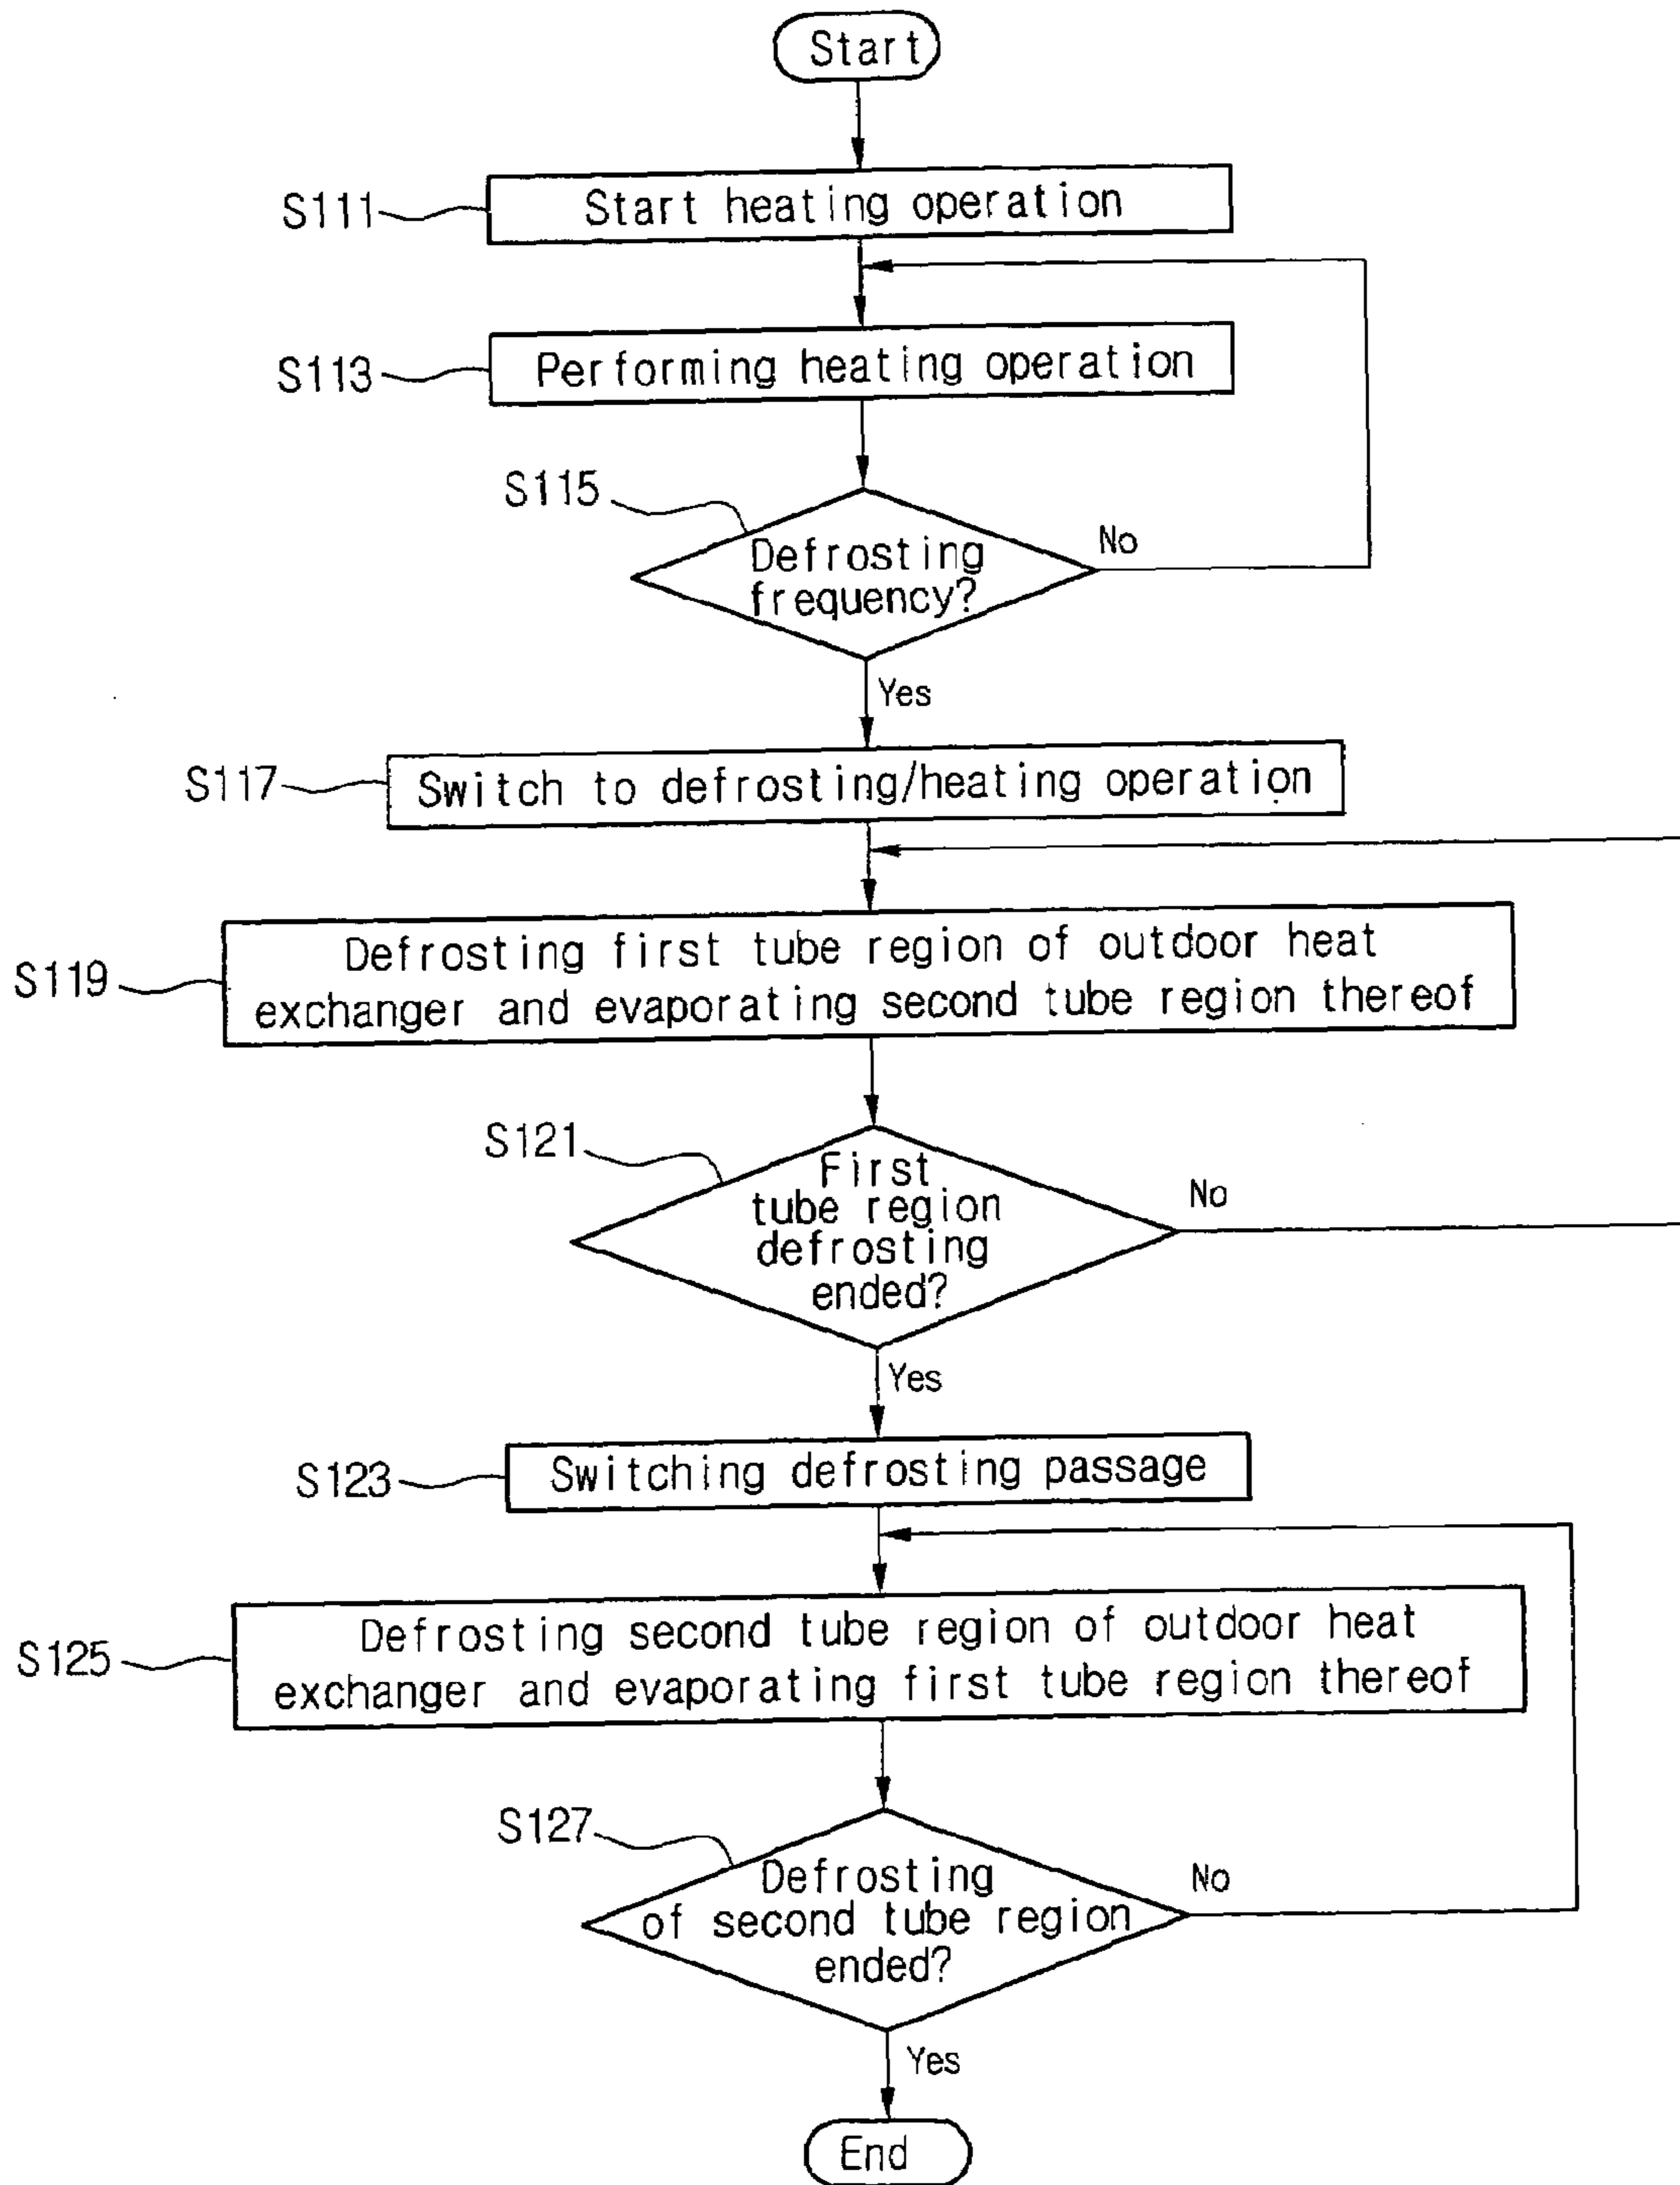 Start
S111
Start heating operation
S113
Performing heating operation
S115
Defrosting
frequency?
No
Yes
S117
Switch to defrosting/heating operation
S119
Defrosting first tube region of outdoor heat
exchanger and evaporating second tube region thereof
S121
First
tube region
defrosting
ended?
No
Yes
S123
Switching defrosting passage
S125
Defrosting second tube region of outdoor heat
exchanger and evaporating first tube region thereof
S127
Defrosting
of second tube region
ended?
No
Yes
End